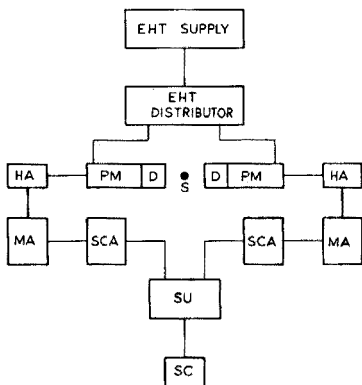 EHT SUPPLY
EHT
DISTRIBUTOR
HA PM D S D PM HA
MA SCA SCA MA
SU
SC